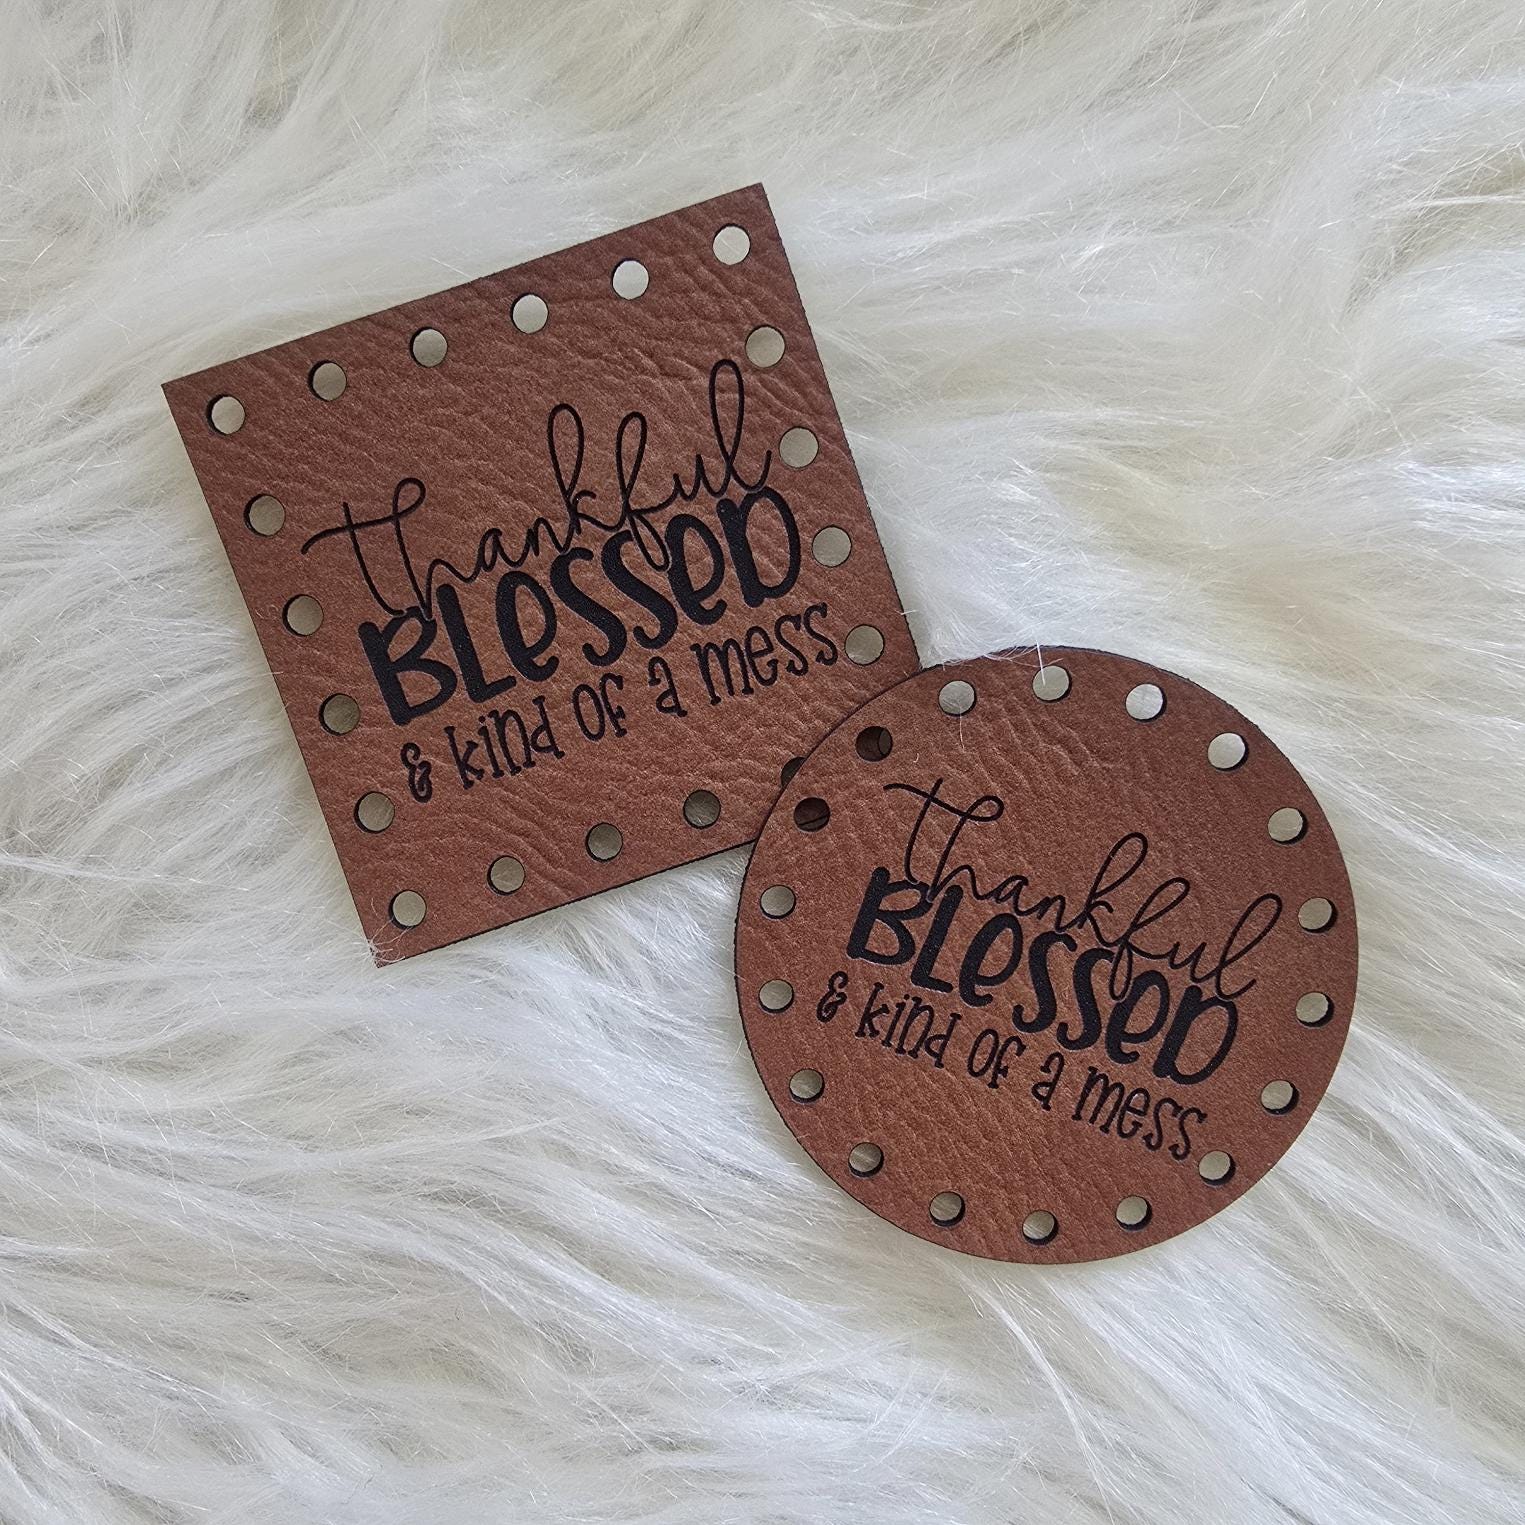 thankful
BLessed
& kind of a mess
thankful
BLessed
& kind of a mess